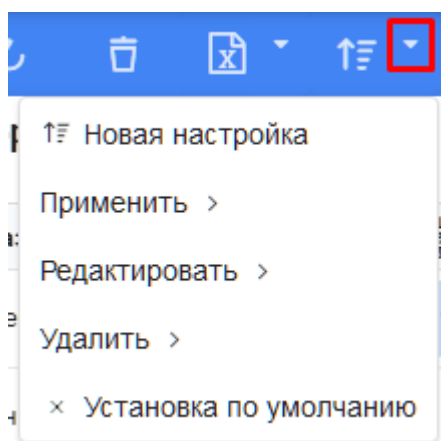 Новая настройка
Применить >
Редактировать >
Удалить >
× Установка по умолчанию